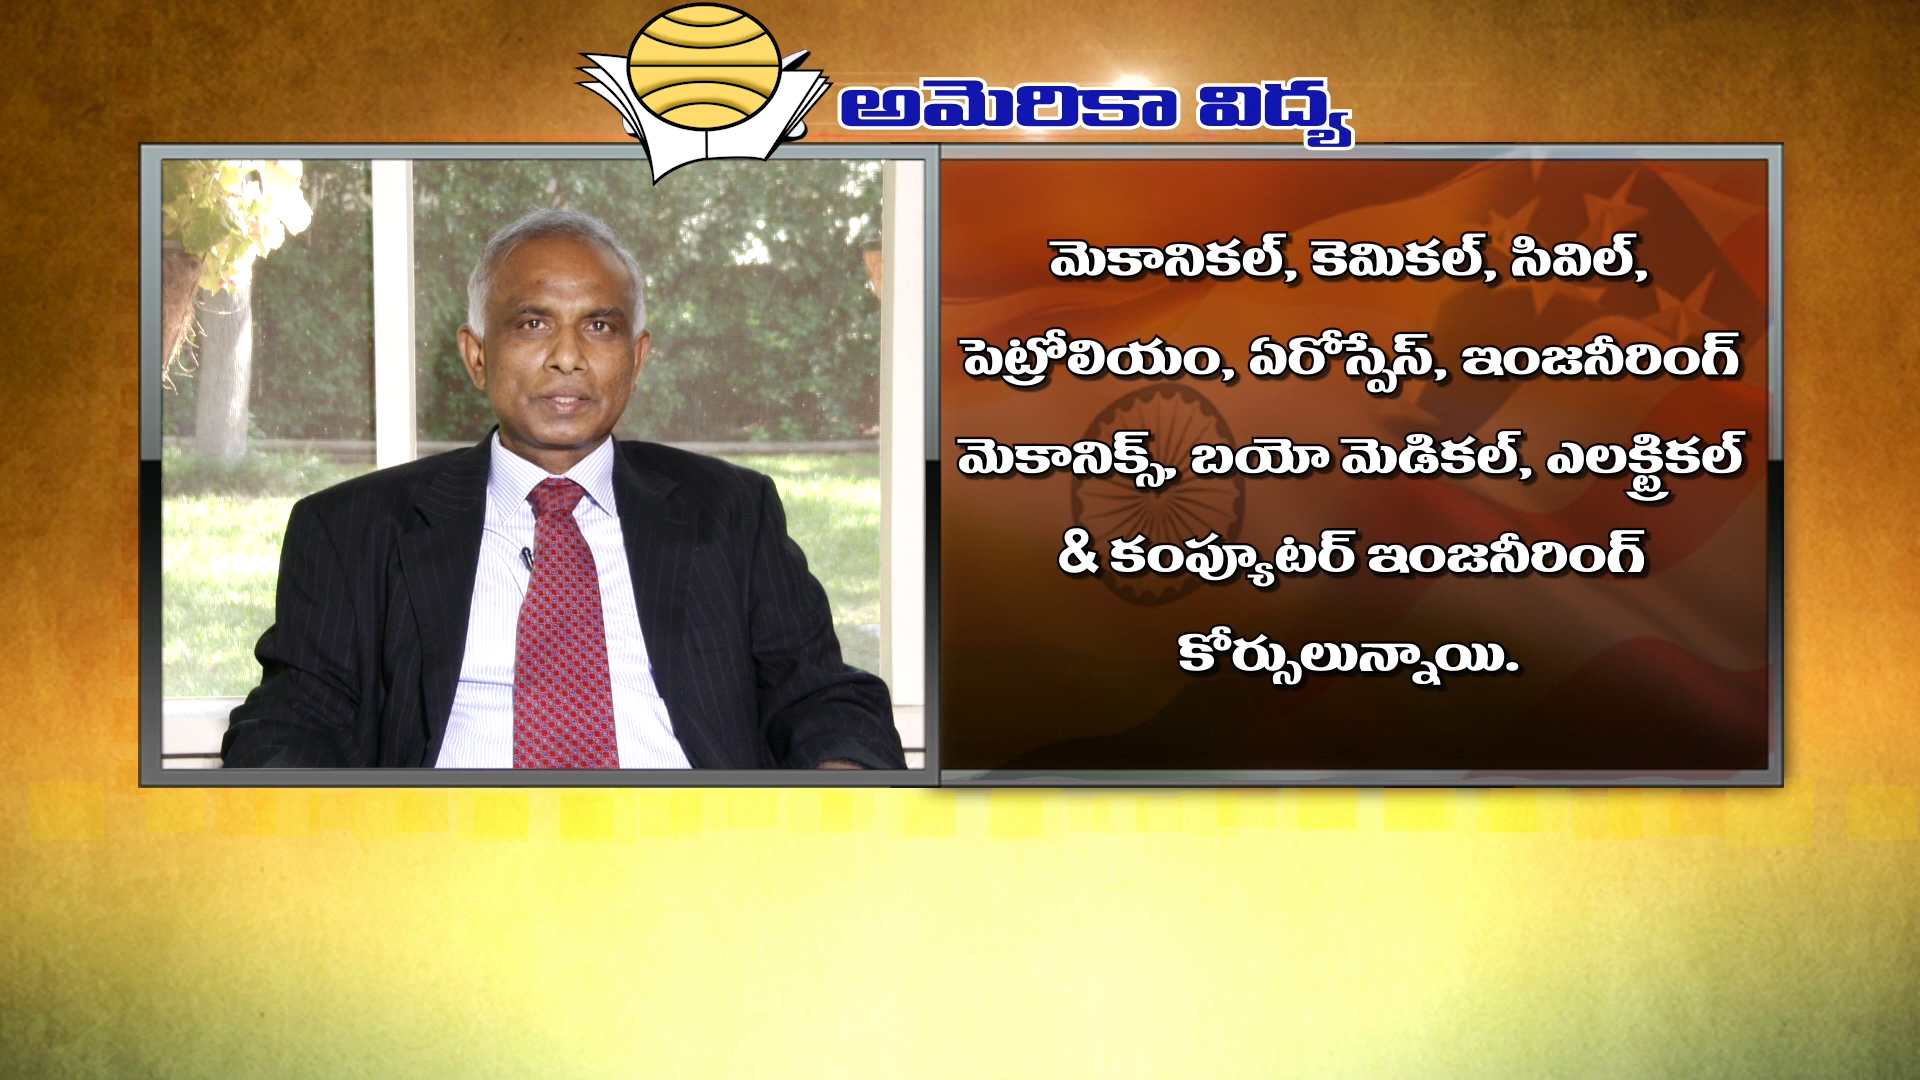 అమెరికా విద్య
మెకానికల్, కెమికల్, సివిల్,
పెట్రోలియం, ఏరోస్పేస్, ఇంజనీరింగ్
మెకానిక్స్, బయో మెడికల్, ఎలక్ట్రికల్
& కంప్యూటర్ ఇంజనీరింగ్
కోర్సులున్నాయి.